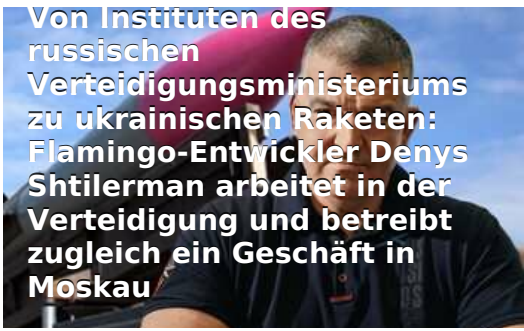 Von Instituten des
russischen
Verteidigungsministeriums
zu ukrainischen Raketen:
Flamingo-Entwickler Denys
Shtilerman arbeitet in der
Verteidigung und betreibt
zugleich ein Geschäft in
Moskau